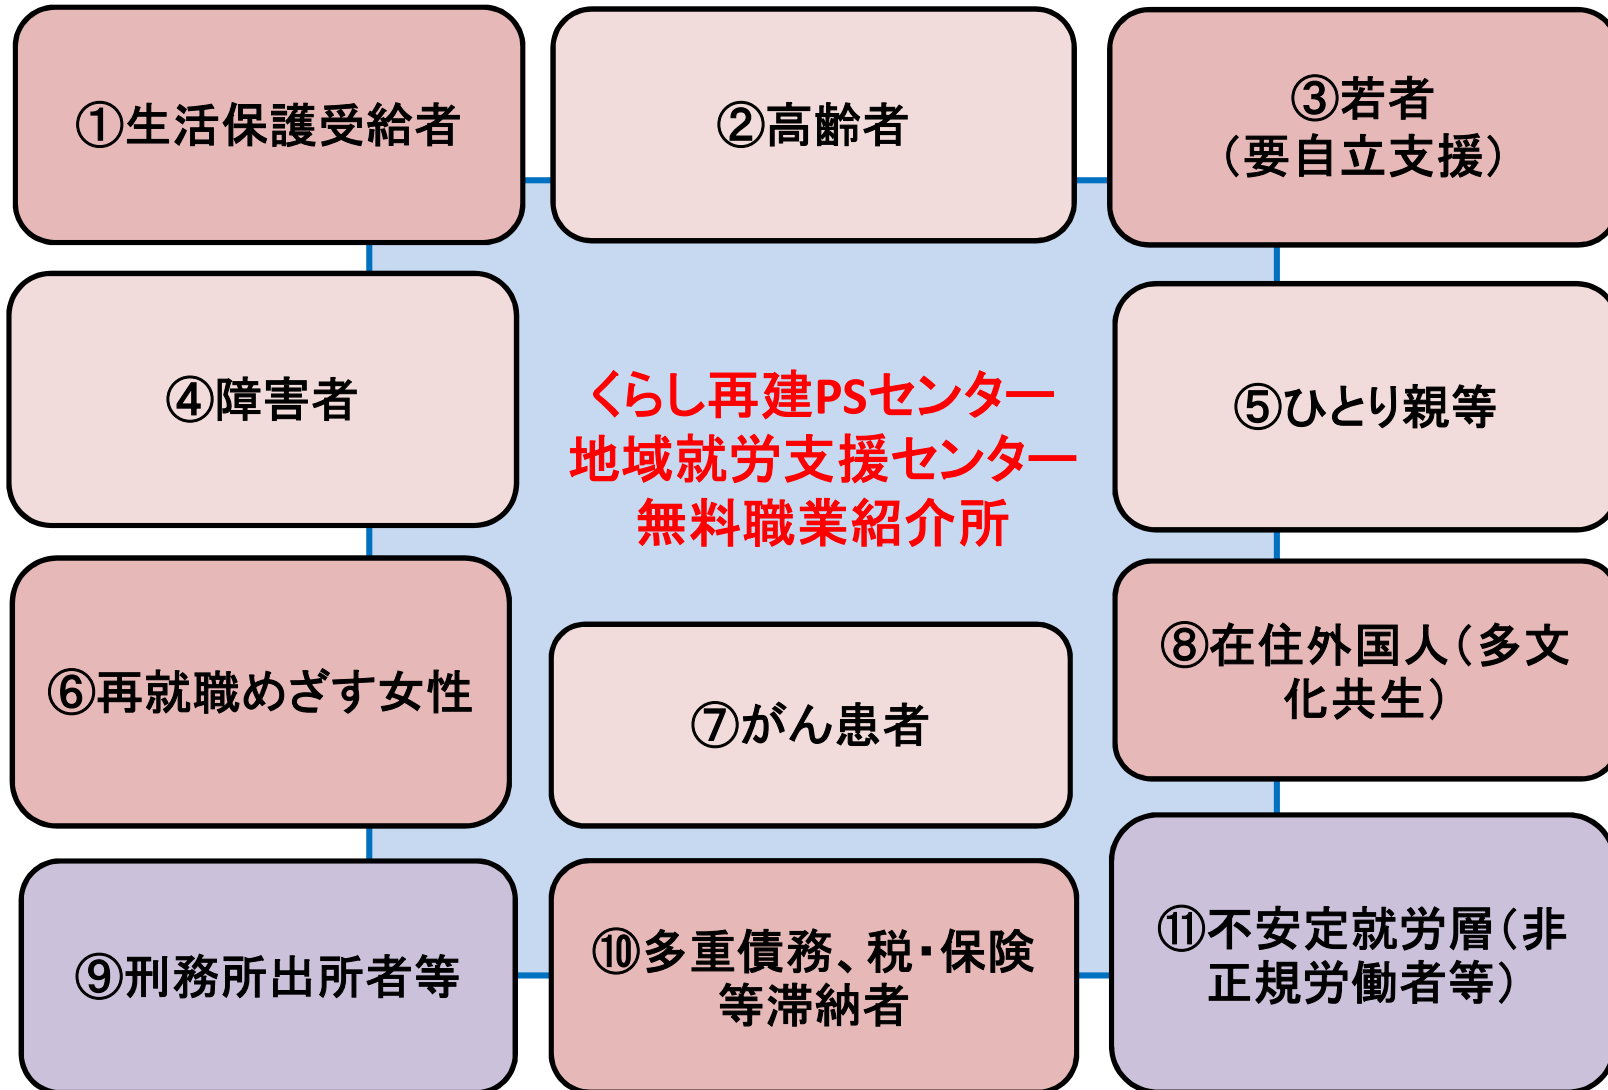 ①生活保護受給者
②高齢者
③若者
（要自立支援）
④障害者
くらし再建PSセンター
地域就労支援センター
無料職業紹介所
⑤ひとり親等
⑥再就職めざす女性
⑦がん患者
⑧在住外国人（多文
化共生）
⑨刑務所出所者等
⑩多重債務、税・保険
等滞納者
⑪不安定就労層（非
正規労働者等）